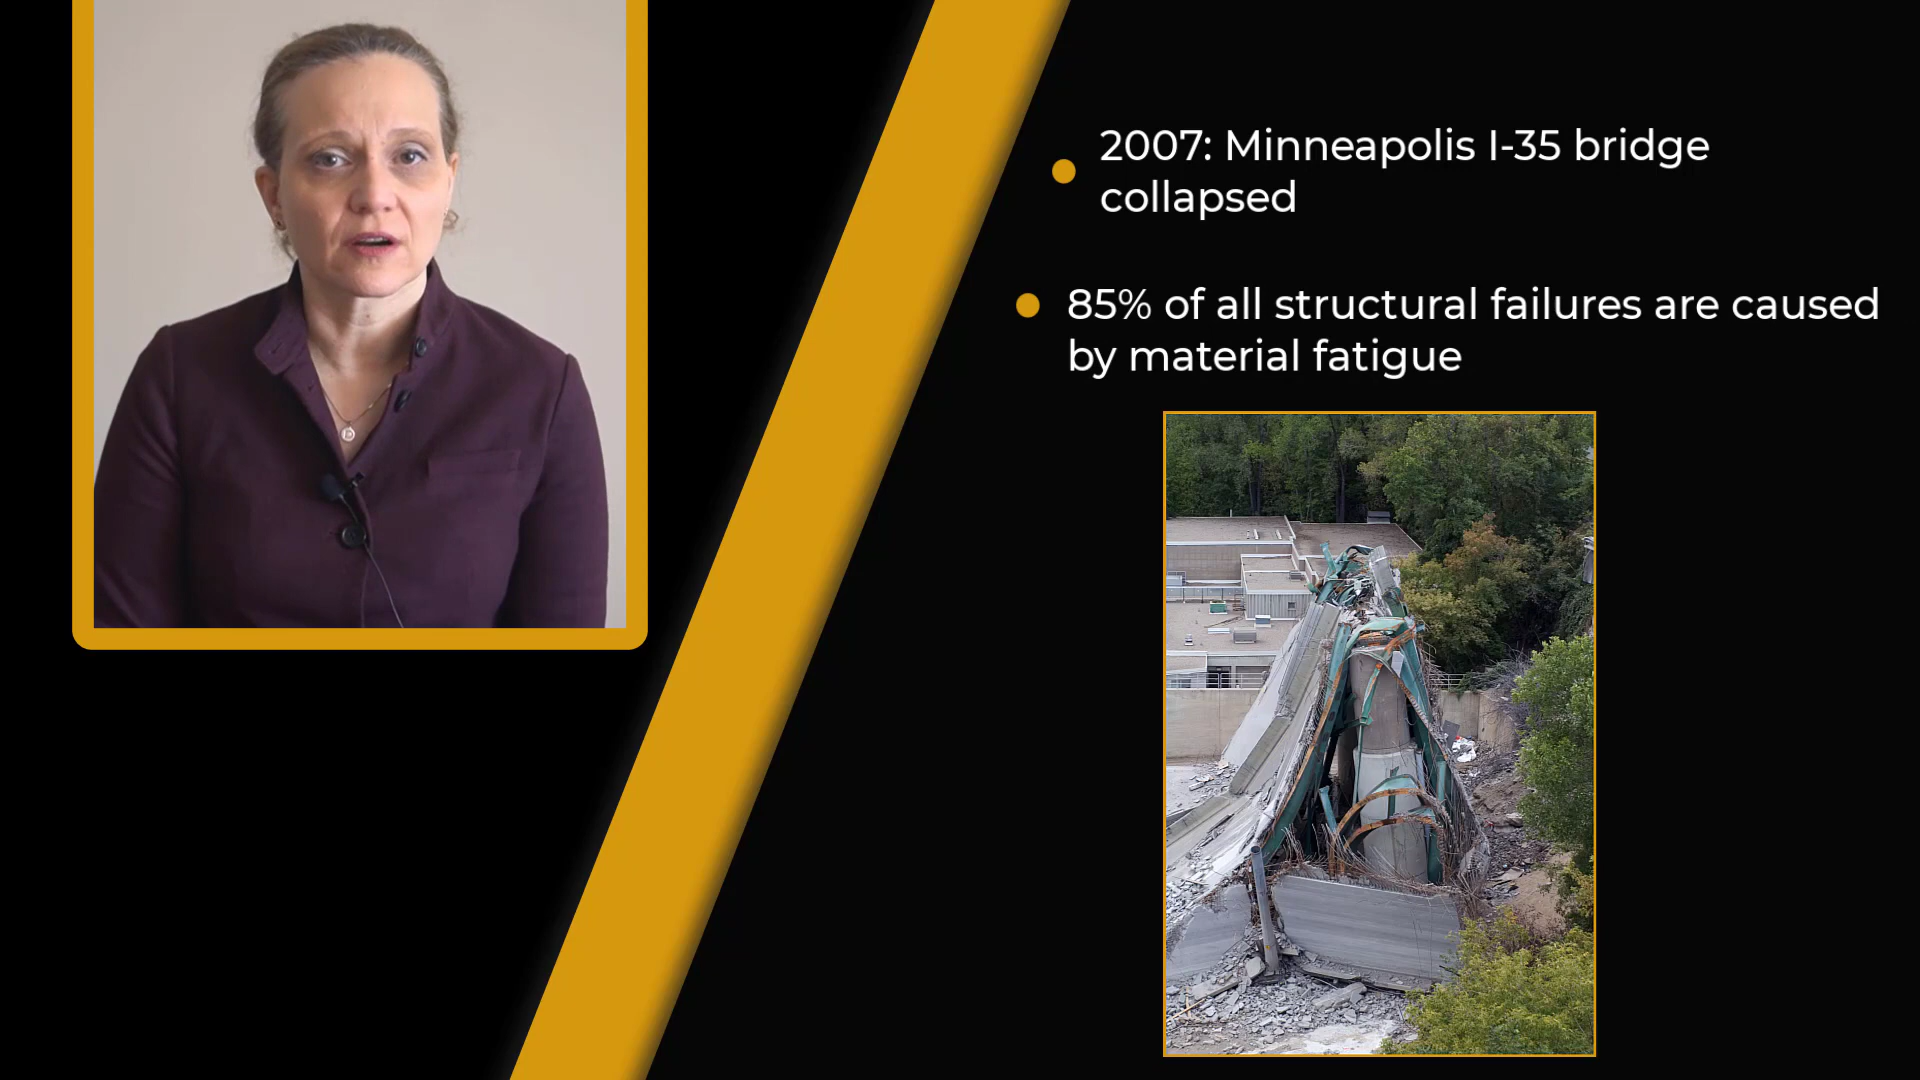 2007: Minneapolis I-35 bridge
collapsed
85% of all structural failures are caused
by material fatigue